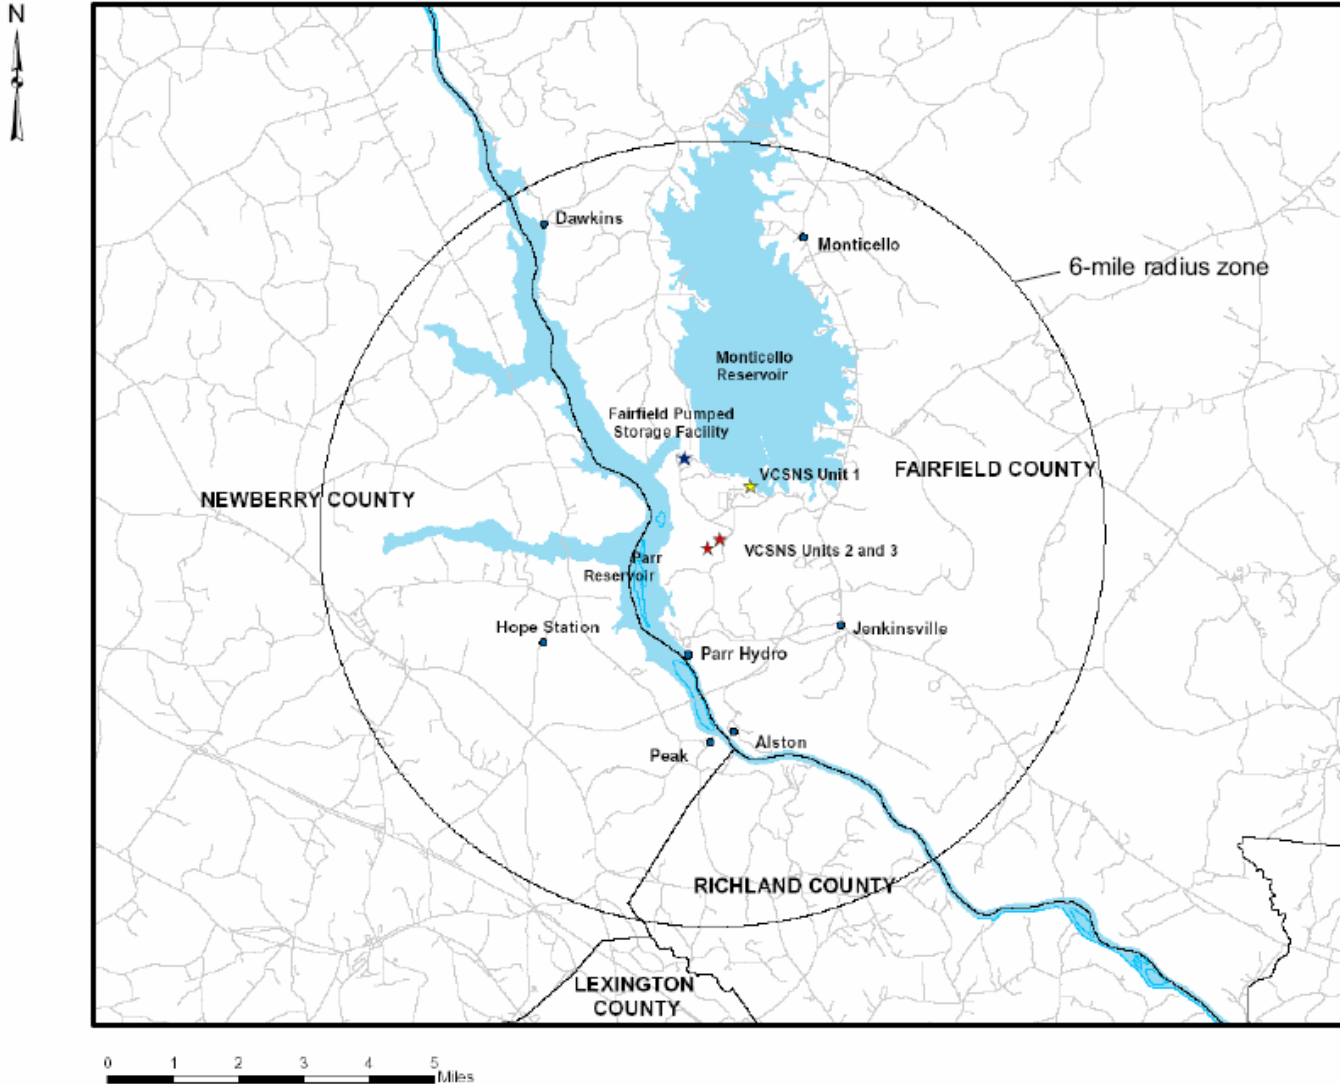 N
Dawkins
Monticello
6-mile radius zone
Monticello
Reservoir
Fairfield Pumped
Storage Facility
VCSNS Unit 1
FAIRFIELD COUNTY
NEWBERRY COUNTY
VCSNS Units 2 and 3
Parr
Reservoir
Hope Station
Jenkinsville
Parr Hydro
Alston
Peak
RICHLAND COUNTY
LEXINGTON
COUNTY
0 1 2 3 4 5
Miles